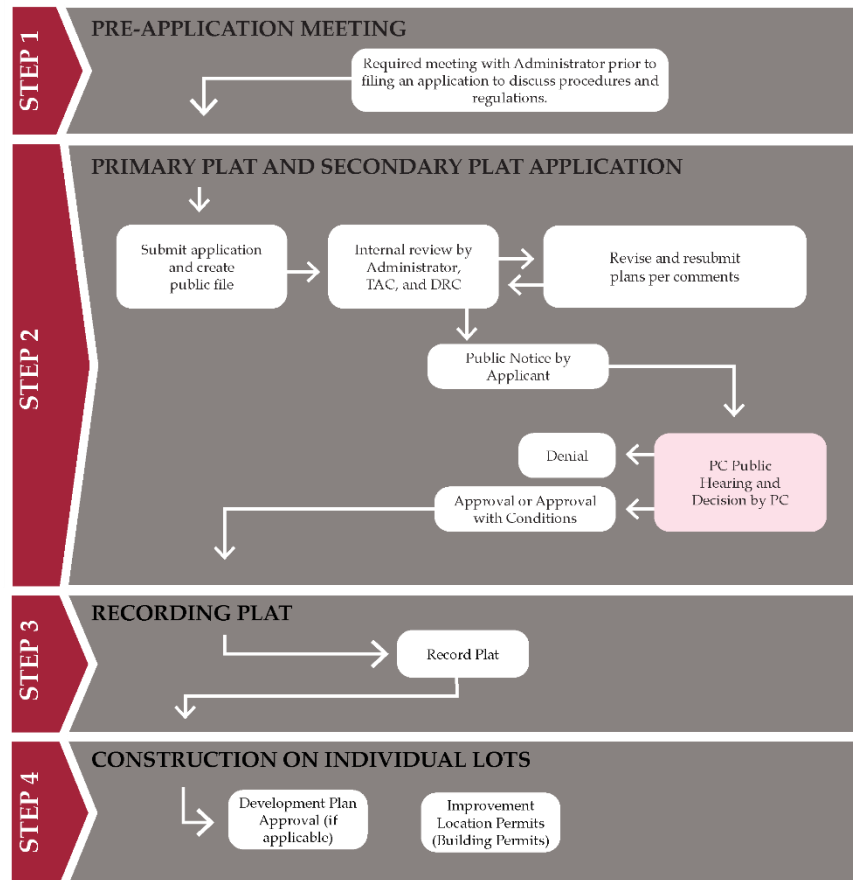 STEP 1
PRE-APPLICATION MEETING
Required meeting with Administrator prior to
filing an application to discuss procedures and
regulations.
STEP 2
PRIMARY PLAT AND SECONDARY PLAT APPLICATION
Submit application
and create
public file
Internal review by
Administrator,
TAC, and DRC
Revise and resubmit
plans per comments
Public Notice by
Applicant
PC Public
Hearing and
Decision by PC
Denial
Approval or Approval
with Conditions
STEP 3
RECORDING PLAT
Record Plat
STEP 4
CONSTRUCTION ON INDIVIDUAL LOTS
Development Plan
Approval (if
applicable)
Improvement
Location Permits
(Building Permits)